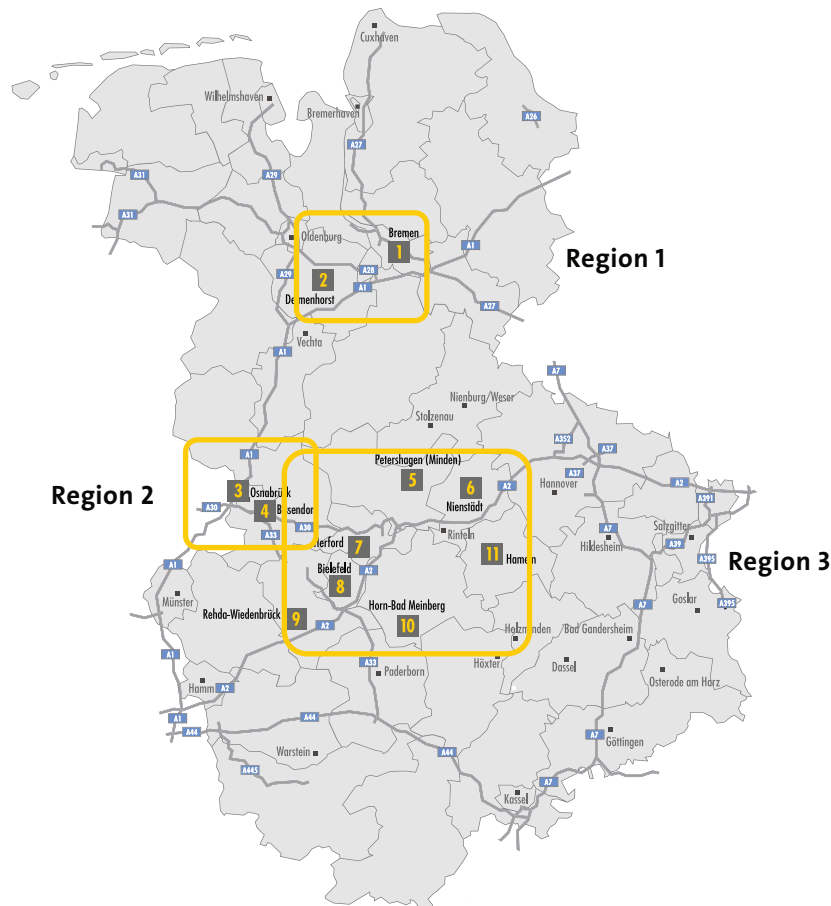 Cuxhaven
Wilhelmshaven
Bremerhaven
A26
A27
A31
A29
A31
Bremen
Oldenburg
1
A1
Region 1
A28
A29
2
A1
Delmenhorst
A27
Vechta
A1
A7
Nienburg/Weser
Stolzenau
A352
A37
A1
Petershagen (Minden)
A37
A2
Region 2
3
Osnabrück
5
6
A2
Hannover
A391
A30
4
Nienstädt
A30
Rinteln
A7
Salzgitter
A33
Herford
7
11
Hameln
Hildesheim
A39
A395
Region 3
A1
Bielefeld
8
A2
Münster
Horn-Bad Meinberg
A7
Goslar
A395
Rehda-Wiedenbrück
9
A2
10
Holzminden
Bad Gandersheim
A1
A33
Höxter
Dassel
Paderborn
Osterode am Harz
Hamm
A2
A1
A44
A44
A7
Göttingen
Warstein
A44
A445
A7
Kassel